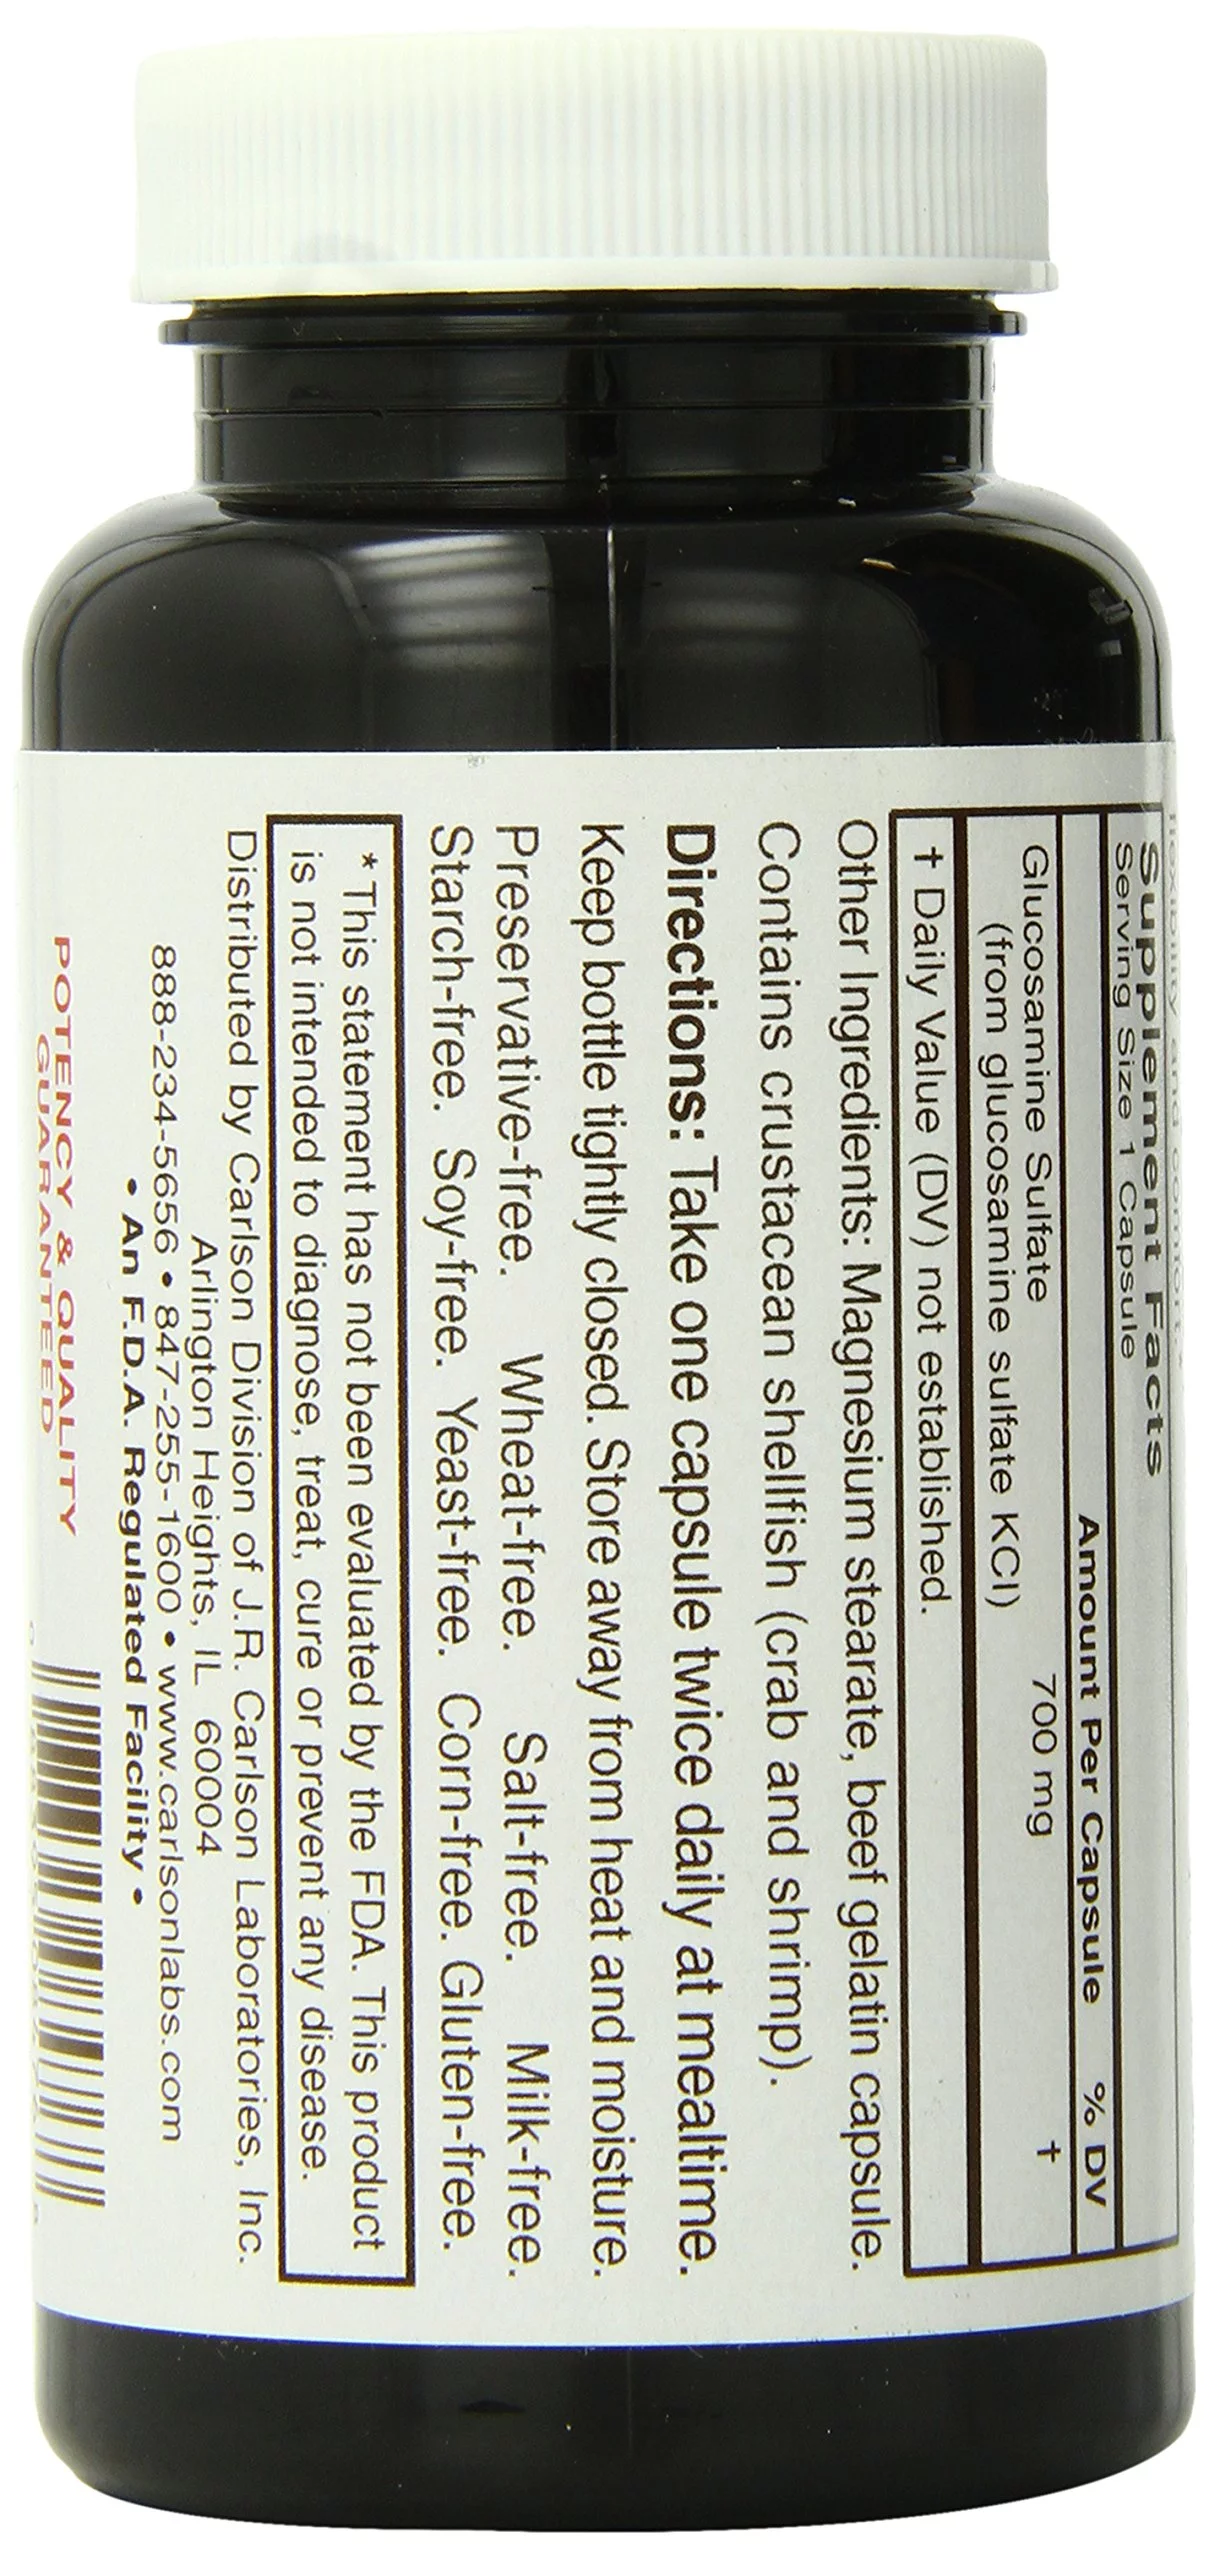 flexibility and comfort.*
Supplement Facts
Serving Size 1 Capsule
Amount Per Capsule % DV
Glucosamine Sulfate 700 mg †
(from glucosamine sulfate KCl)
† Daily Value (DV) not established.
Other Ingredients: Magnesium stearate, beef gelatin capsule.
Contains crustacean shellfish (crab and shrimp).
Directions: Take one capsule twice daily at mealtime.
Keep bottle tightly closed. Store away from heat and moisture.
Preservative-free. Wheat-free. Salt-free. Milk-free.
Starch-free. Soy-free. Yeast-free. Corn-free. Gluten-free.
*This statement has not been evaluated by the FDA. This product
is not intended to diagnose, treat, cure or prevent any disease.
Distributed by Carlson Division of J.R. Carlson Laboratories, Inc.
Arlington Heights, IL 60004
888-234-5656 • 847-255-1600 • www.carlsonlabs.com
• An F.D.A. Regulated Facility •
POTENCY & QUALITY
GUARANTEED